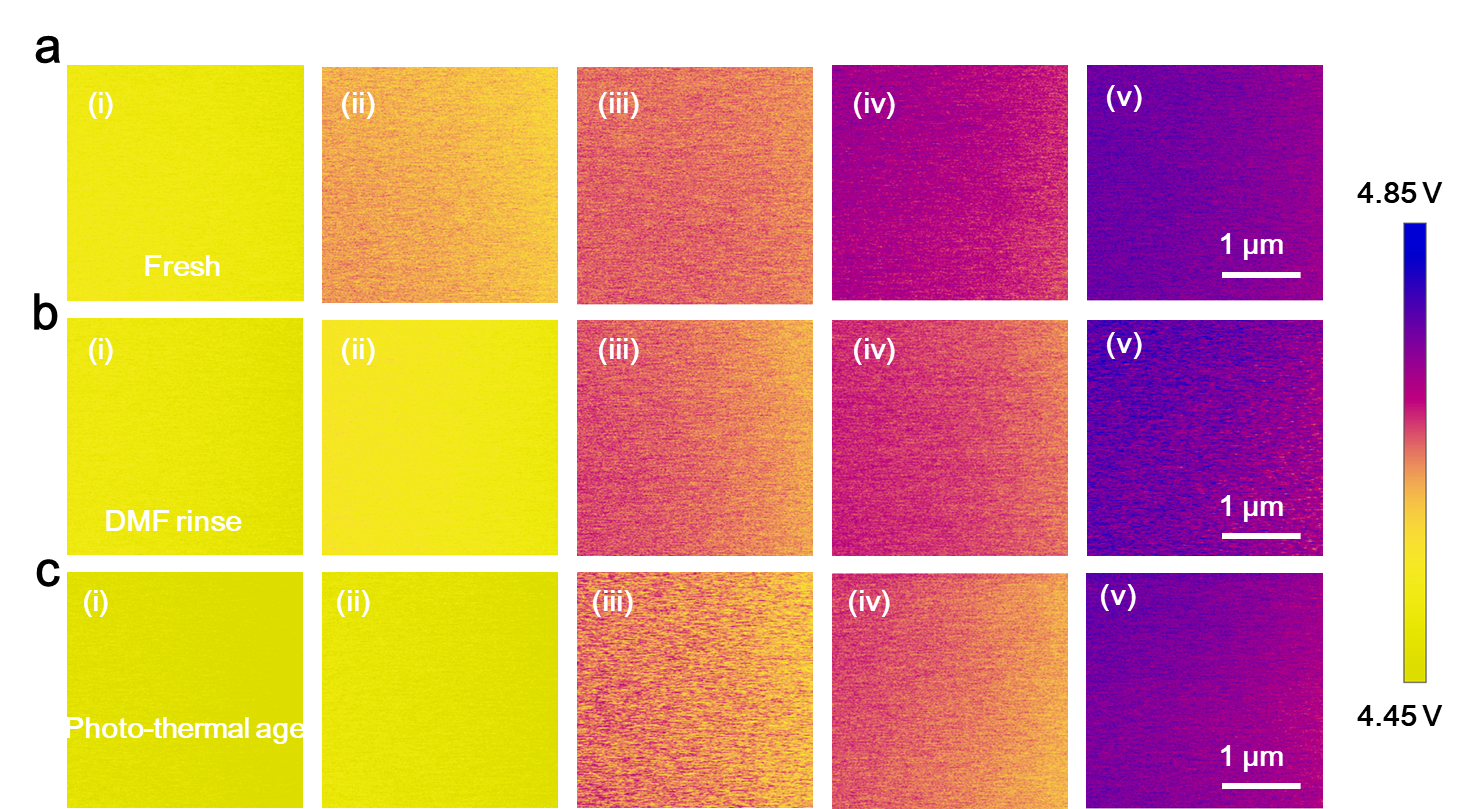 a
(i)
(ii)
(iii)
(iv)
(v)
Fresh
1 µm
4.85 V
b
(i)
(ii)
(iii)
(iv)
(v)
DMF rinse
1 µm
c
(i)
(ii)
(iii)
(iv)
(v)
Photo-thermal age
1 µm
4.45 V